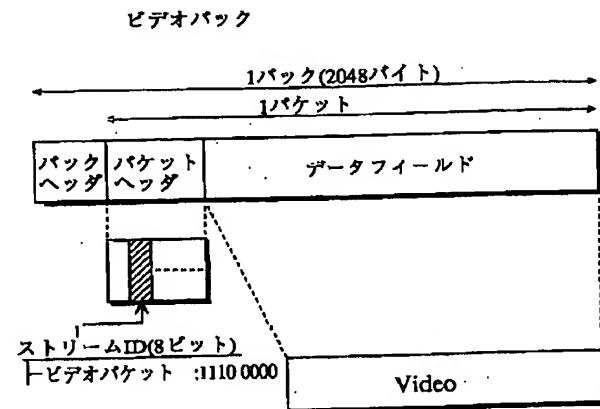 ビデオパック
1パック(2048バイト)
1パケット
パック
ヘッダ
パケット
ヘッダ
データフィールド
ストリームID(8ビット)
ビデオパケット :1110 0000
Video